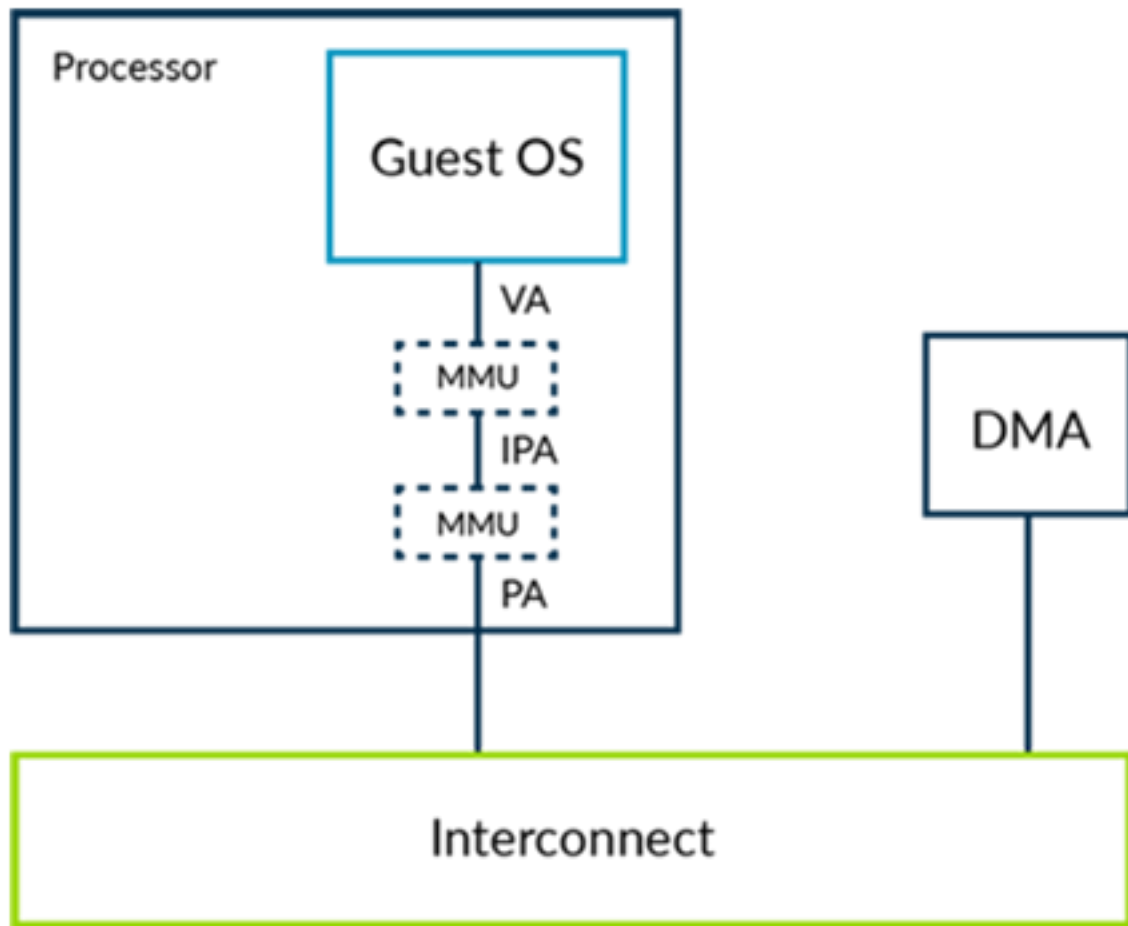 Processor
Guest OS
VA
MMU
IPA
MMU
PA
DMA
Interconnect